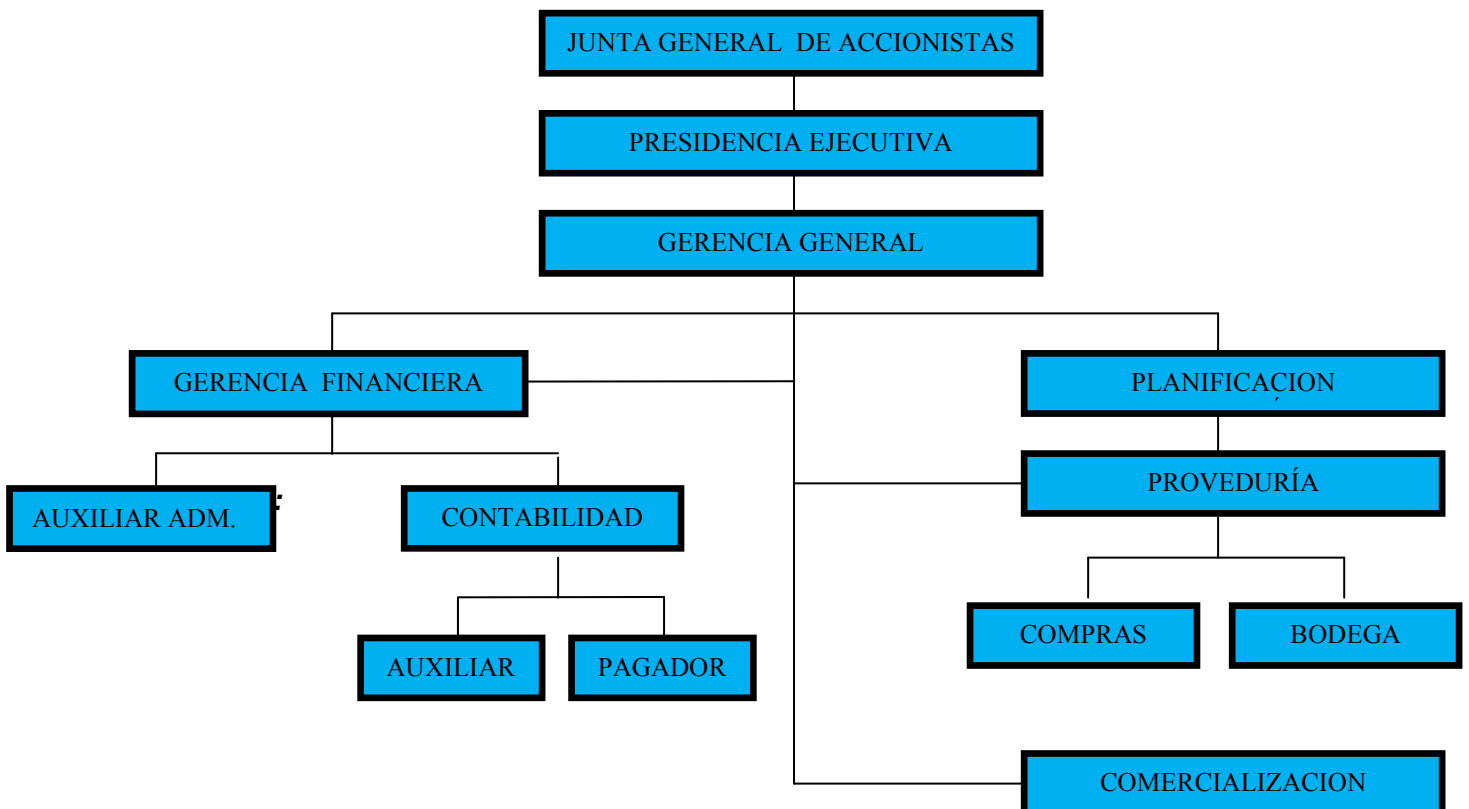 JUNTA GENERAL DE ACCIONISTAS
PRESIDENCIA EJECUTIVA
GERENCIA GENERAL
GERENCIA FINANCIERA
PLANIFICACION
AUXILIAR ADM.
CONTABILIDAD
PROVEDURÍA
AUXILIAR
PAGADOR
COMPRAS
BODEGA
COMERCIALIZACION